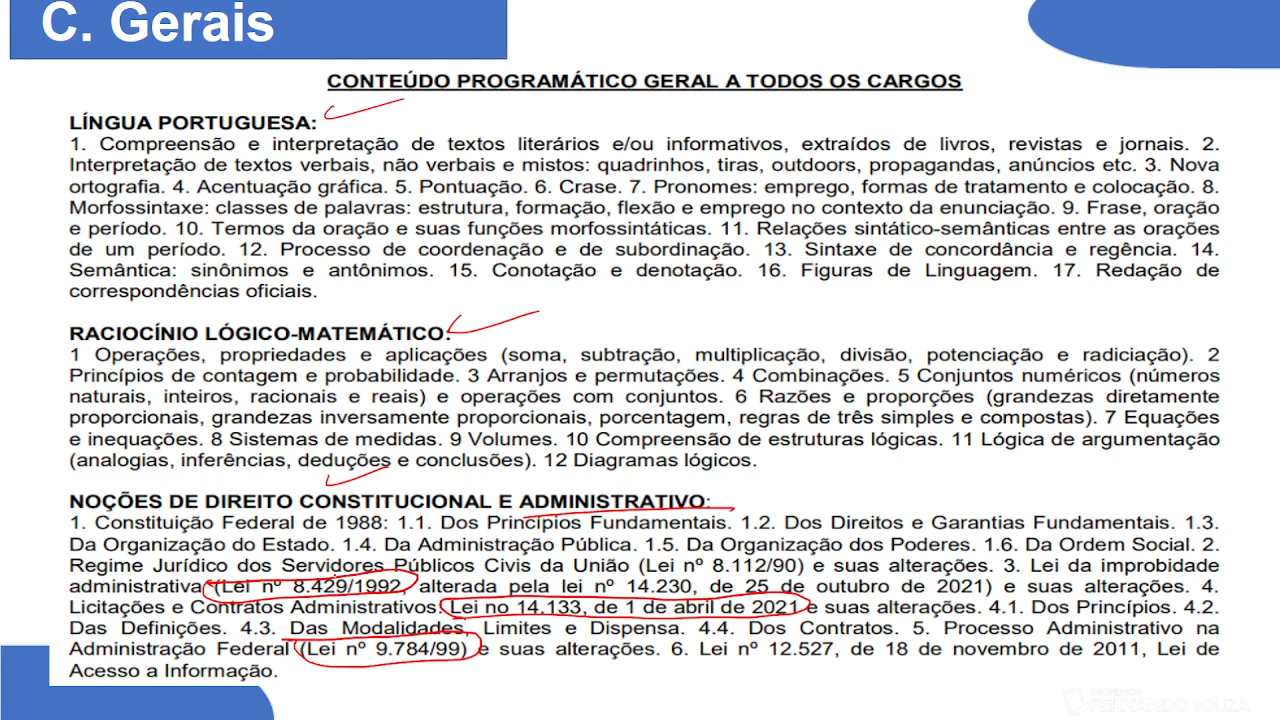 C. Gerais
CONTEÚDO PROGRAMÁTICO GERAL A TODOS OS CARGOS
LÍNGUA PORTUGUESA:
1. Compreensão e interpretação de textos literários e/ou informativos, extraídos de livros, revistas e jornais. 2.
Interpretação de textos verbais, não verbais e mistos: quadrinhos, tiras, outdoors, propagandas, anúncios etc. 3. Nova
ortografia. 4. Acentuação gráfica. 5. Pontuação. 6. Crase. 7. Pronomes: emprego, formas de tratamento e colocação. 8.
Morfossintaxe: classes de palavras: estrutura, formação, flexão e emprego no contexto da enunciação. 9. Frase, oração
e período. 10. Termos da oração e suas funções morfossintáticas. 11. Relações sintático-semânticas entre as orações
de um período. 12. Processo de coordenação e de subordinação. 13. Sintaxe de concordância e regência. 14.
Semântica: sinônimos e antônimos. 15. Conotação e denotação. 16. Figuras de Linguagem. 17. Redação de
correspondências oficiais.
RACIOCÍNIO LÓGICO-MATEMÁTICO:
1 Operações, propriedades e aplicações (soma, subtração, multiplicação, divisão, potenciação e radiciação). 2
Princípios de contagem e probabilidade. 3 Arranjos e permutações. 4 Combinações. 5 Conjuntos numéricos (números
naturais, inteiros, racionais e reais) e operações com conjuntos. 6 Razões e proporções (grandezas diretamente
proporcionais, grandezas inversamente proporcionais, porcentagem, regras de três simples e compostas). 7 Equações
e inequações. 8 Sistemas de medidas. 9 Volumes. 10 Compreensão de estruturas lógicas. 11 Lógica de argumentação
(analogias, inferências, deduções e conclusões). 12 Diagramas lógicos.
NOÇÕES DE DIREITO CONSTITUCIONAL E ADMINISTRATIVO:
1. Constituição Federal de 1988: 1.1. Dos Princípios Fundamentais. 1.2. Dos Direitos e Garantias Fundamentais. 1.3.
Da Organização do Estado. 1.4. Da Administração Pública. 1.5. Da Organização dos Poderes. 1.6. Da Ordem Social. 2.
Regime Jurídico dos Servidores Públicos Civis da União (Lei nº 8.112/90) e suas alterações. 3. Lei da improbidade
administrativa (Lei nº 8.429/1992, alterada pela lei nº 14.230, de 25 de outubro de 2021) e suas alterações. 4.
Licitações e Contratos Administrativos. Lei no 14.133, de 1 de abril de 2021 e suas alterações. 4.1. Dos Princípios. 4.2.
Das Definições. 4.3. Das Modalidades, Limites e Dispensa. 4.4. Dos Contratos. 5. Processo Administrativo na
Administração Federal (Lei nº 9.784/99) e suas alterações. 6. Lei nº 12.527, de 18 de novembro de 2011, Lei de
Acesso a Informação.
PROFESSOR
FERNANDO SOUZA